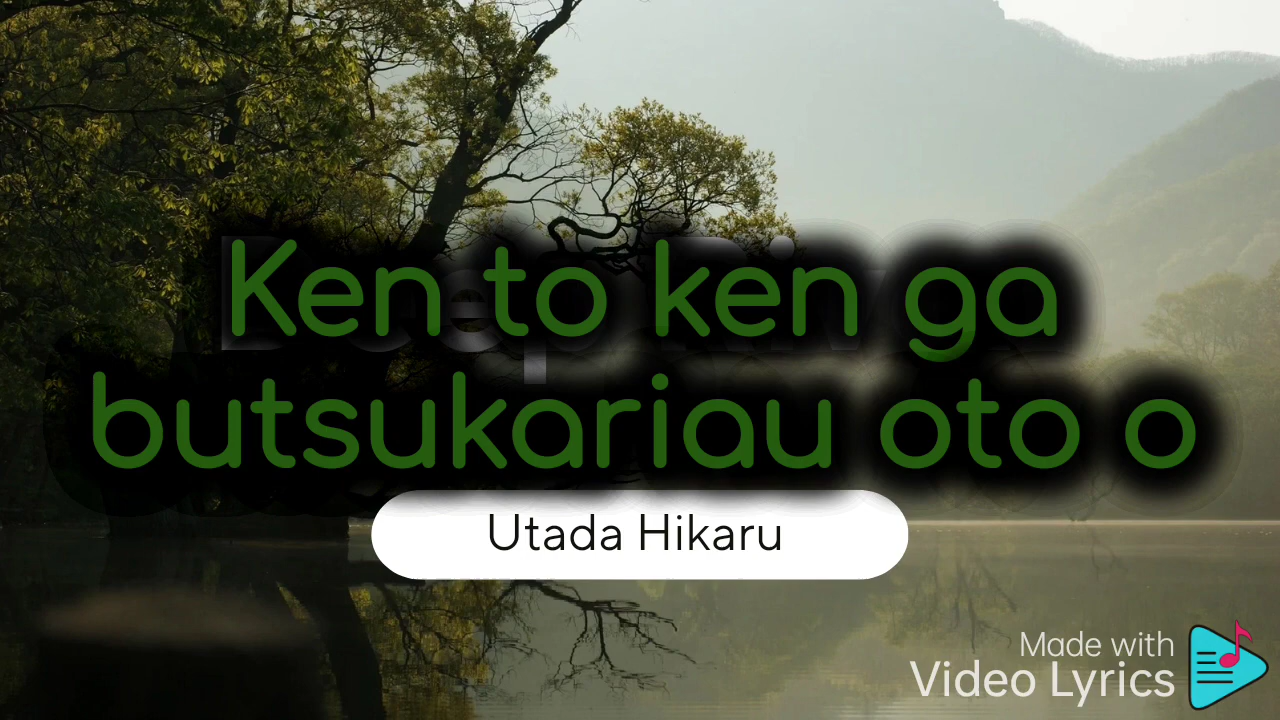 Ken to ken ga
butsukariau oto o
Utada Hikaru
Made with
Video Lyrics